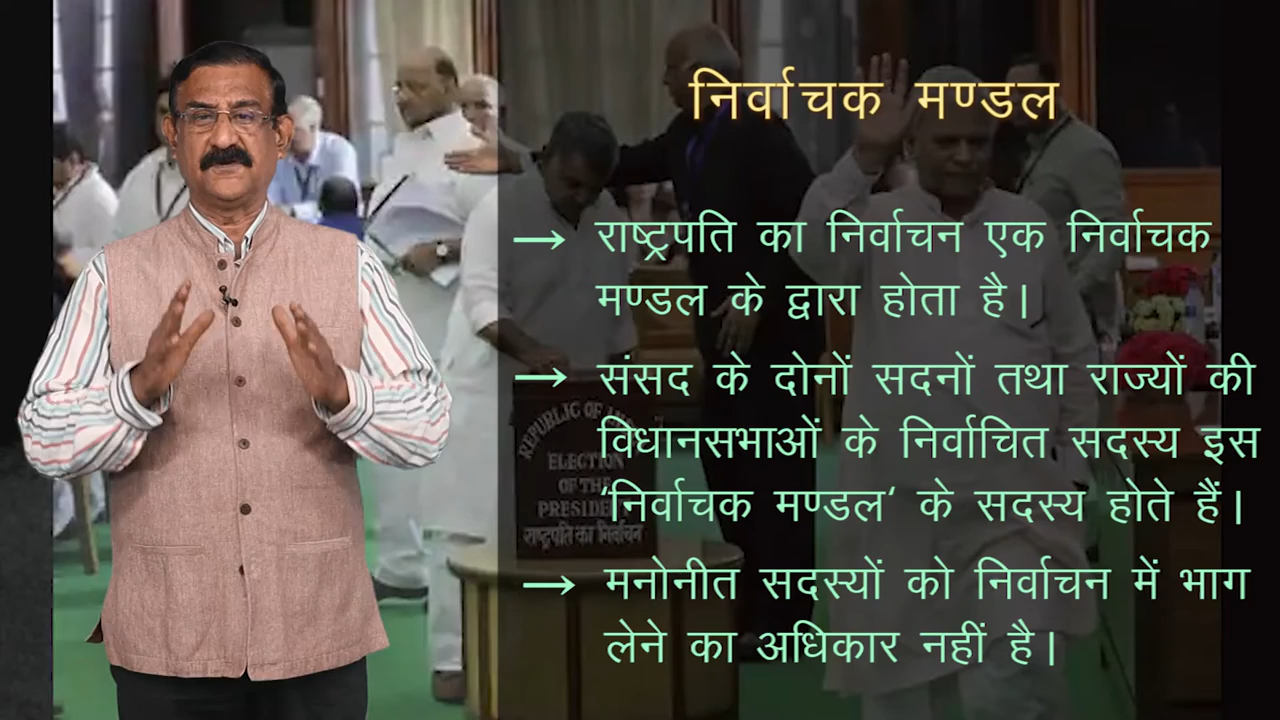 निर्वाचक मण्डल
→ राष्ट्रपति का निर्वाचन एक निर्वाचक
मण्डल के द्वारा होता है।
→ संसद के दोनों सदनों तथा राज्यों की
विधानसभाओं के निर्वाचित सदस्य इस
‘निर्वाचक मण्डल‘ के सदस्य होते हैं।
→ मनोनीत सदस्यों को निर्वाचन में भाग
लेने का अधिकार नहीं है।
REPUBLIC OF
ELECTION
OF THE
राष्ट्रपति का निर्वाचन